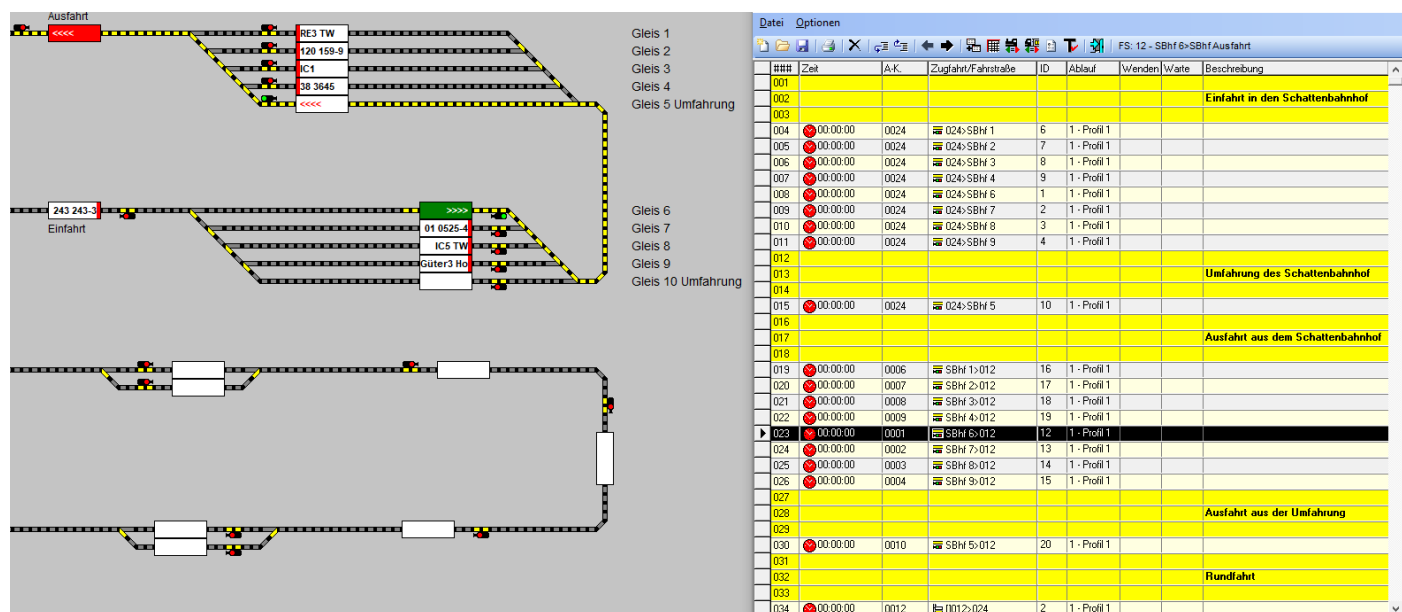 Ausfahrt
<<<<
RE3 TW
Gleis 1
120 159-9
Gleis 2
IC1
Gleis 3
38 3645
Gleis 4
<<<<
Gleis 5 Umfahrung
243 243-3
Einfahrt
>>>>
Gleis 6
01 0525-4
Gleis 7
IC5 TW
Gleis 8
Güter3 Ho
Gleis 9
Gleis 10 Umfahrung
Datei Optionen
FS: 12 - SBhf 6>SBhf Ausfahrt
### Zeit A-K. Zugfahrt/Fahrstraße ID Ablauf Wenden Warte Beschreibung
001
002 Einfahrt in den Schattenbahnhof
003
004 00:00:00 0024 024>SBhf 1 6 1 - Profil 1
005 00:00:00 0024 024>SBhf 2 7 1 - Profil 1
006 00:00:00 0024 024>SBhf 3 8 1 - Profil 1
007 00:00:00 0024 024>SBhf 4 9 1 - Profil 1
008 00:00:00 0024 024>SBhf 6 1 1 - Profil 1
009 00:00:00 0024 024>SBhf 7 2 1 - Profil 1
010 00:00:00 0024 024>SBhf 8 3 1 - Profil 1
011 00:00:00 0024 024>SBhf 9 4 1 - Profil 1
012
013 Umfahrung des Schattenbahnhof
014
015 00:00:00 0024 024>SBhf 5 10 1 - Profil 1
016
017 Ausfahrt aus dem Schattenbahnhof
018
019 00:00:00 0006 SBhf 1>012 16 1 - Profil 1
020 00:00:00 0007 SBhf 2>012 17 1 - Profil 1
021 00:00:00 0008 SBhf 3>012 18 1 - Profil 1
022 00:00:00 0009 SBhf 4>012 19 1 - Profil 1
023 00:00:00 0001 SBhf 6>012 12 1 - Profil 1
024 00:00:00 0002 SBhf 7>012 13 1 - Profil 1
025 00:00:00 0003 SBhf 8>012 14 1 - Profil 1
026 00:00:00 0004 SBhf 9>012 15 1 - Profil 1
027
028 Ausfahrt aus der Umfahrung
029
030 00:00:00 0010 SBhf 5>012 20 1 - Profil 1
031
032 Rundfahrt
033
034 00:00:00 0012 []012>024 2 1 - Profil 1